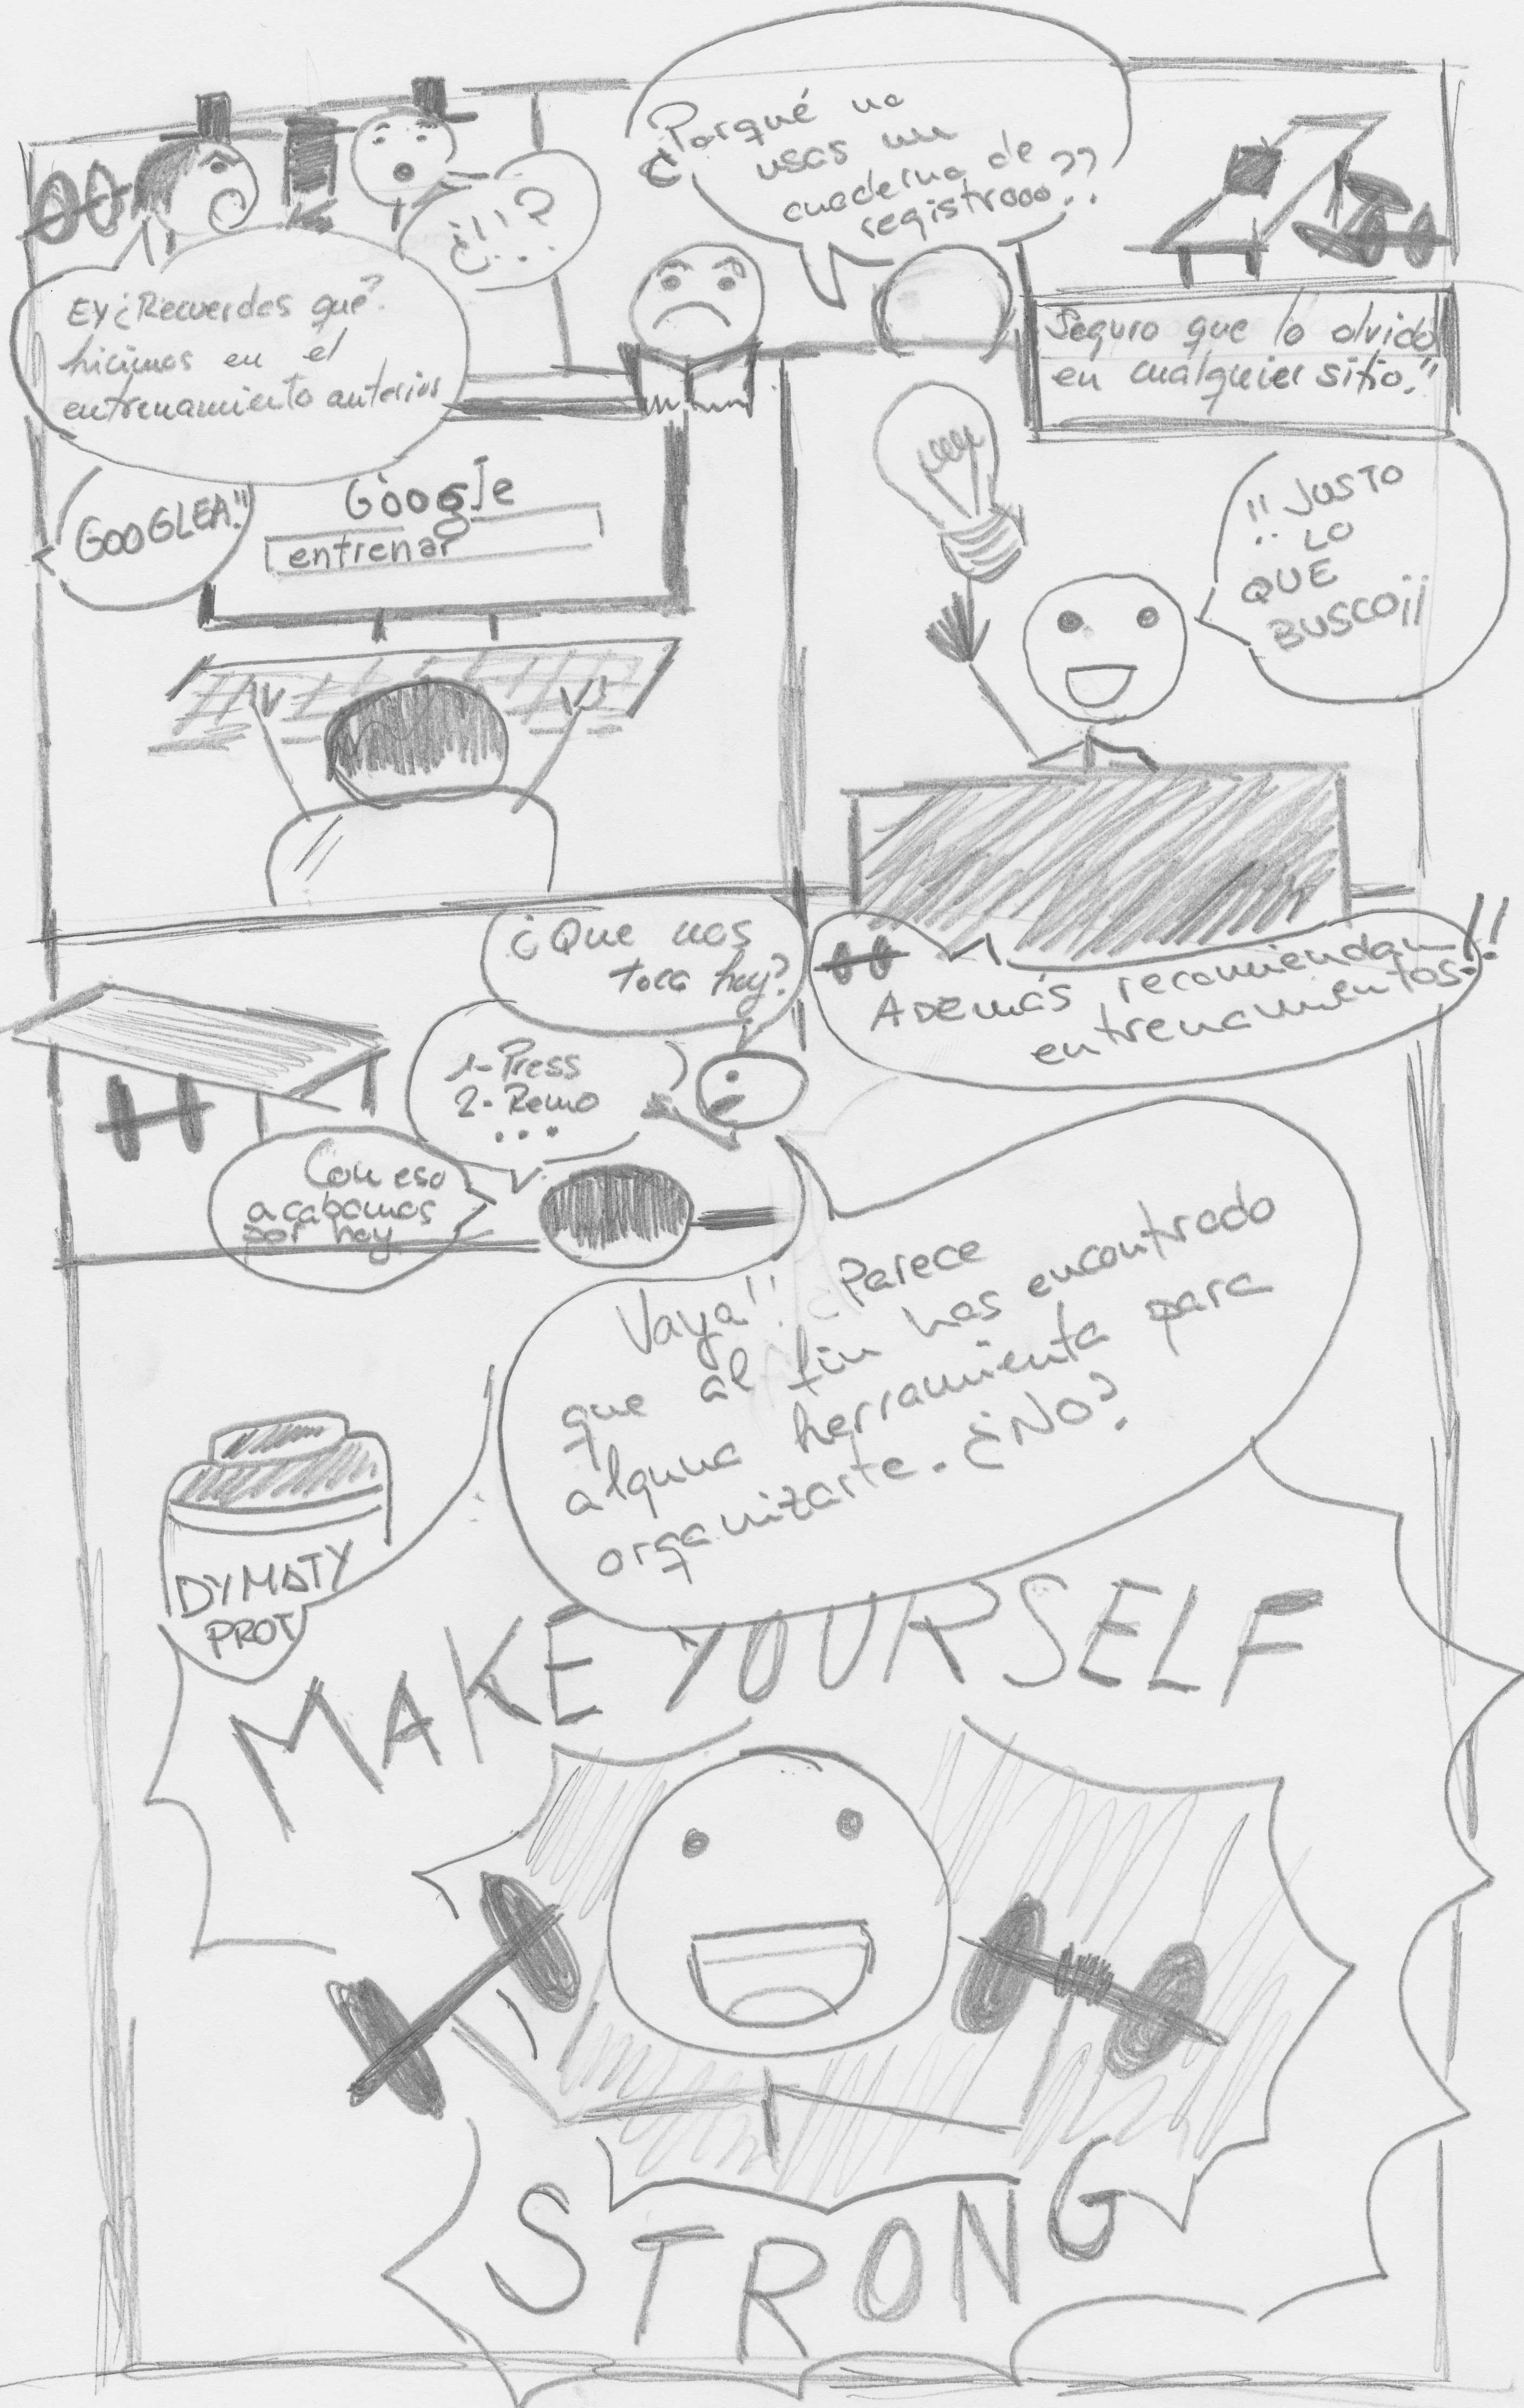 Ey ¿Recuerdas que?
hicimos en el
entrenamiento anterior
¿!!...?
¿Porqué no
usas un
cuaderno de
registrooo??
Seguro que lo olvido
en cualquier sitio!!
GOOGLEA!!
Google
entrenar
!! JUSTO
LO
QUE
BUSCO¡¡
Además recomiendan
entrenamientos!!
¿Que nos
toca hoy?
1-Press
2-Remo
...
Con eso
acabamos
por hoy
Vaya!! ¿Parece
que al fin has encontrado
alguna herramienta para
organizarte. ¿No?
DYMATY
PROT
MAKE YOURSELF
STRONG